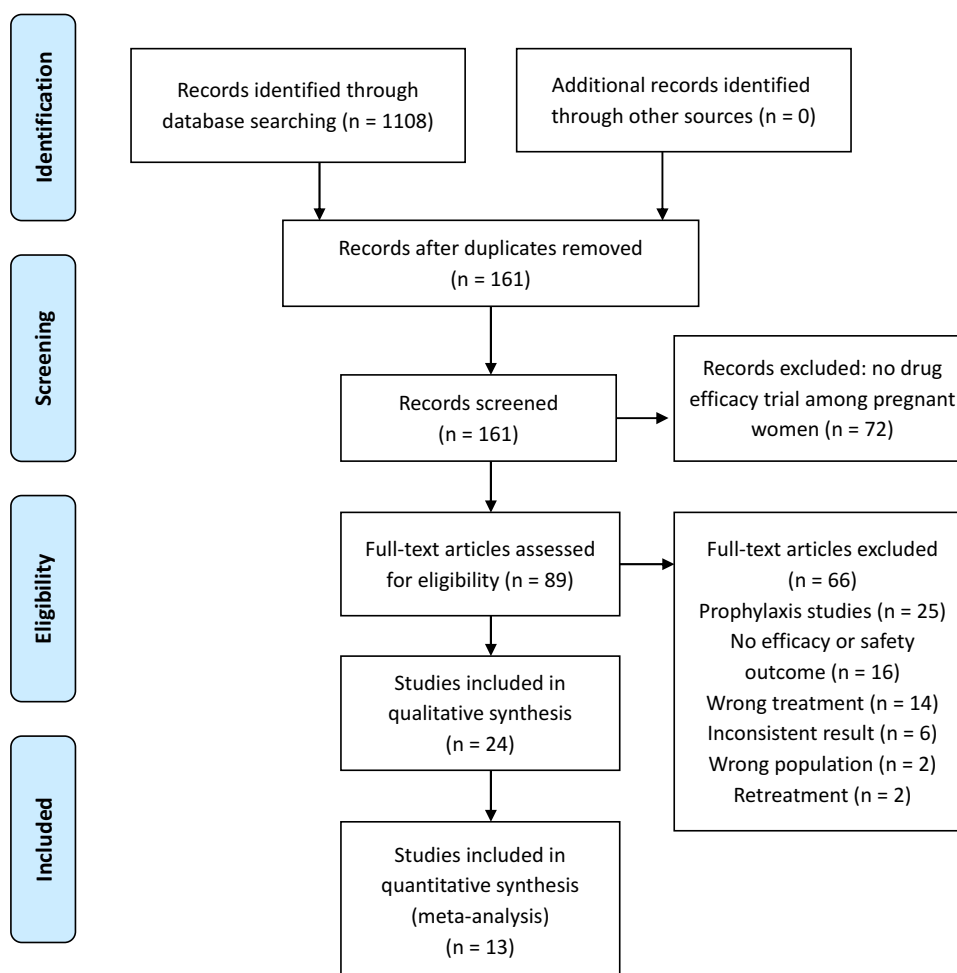 Identification
Records identified through
database searching (n = 1108)
Additional records identified
through other sources (n = 0)
Records after duplicates removed
(n = 161)
Screening
Records screened
(n = 161)
Records excluded: no drug
efficacy trial among pregnant
women (n = 72)
Eligibility
Full-text articles assessed
for eligibility (n = 89)
Full-text articles excluded
(n = 66)
Prophylaxis studies (n = 25)
No efficacy or safety
outcome (n = 16)
Wrong treatment (n = 14)
Inconsistent result (n = 6)
Wrong population (n = 2)
Retreatment (n = 2)
Studies included in
qualitative synthesis
(n = 24)
Included
Studies included in
quantitative synthesis
(meta-analysis)
(n = 13)